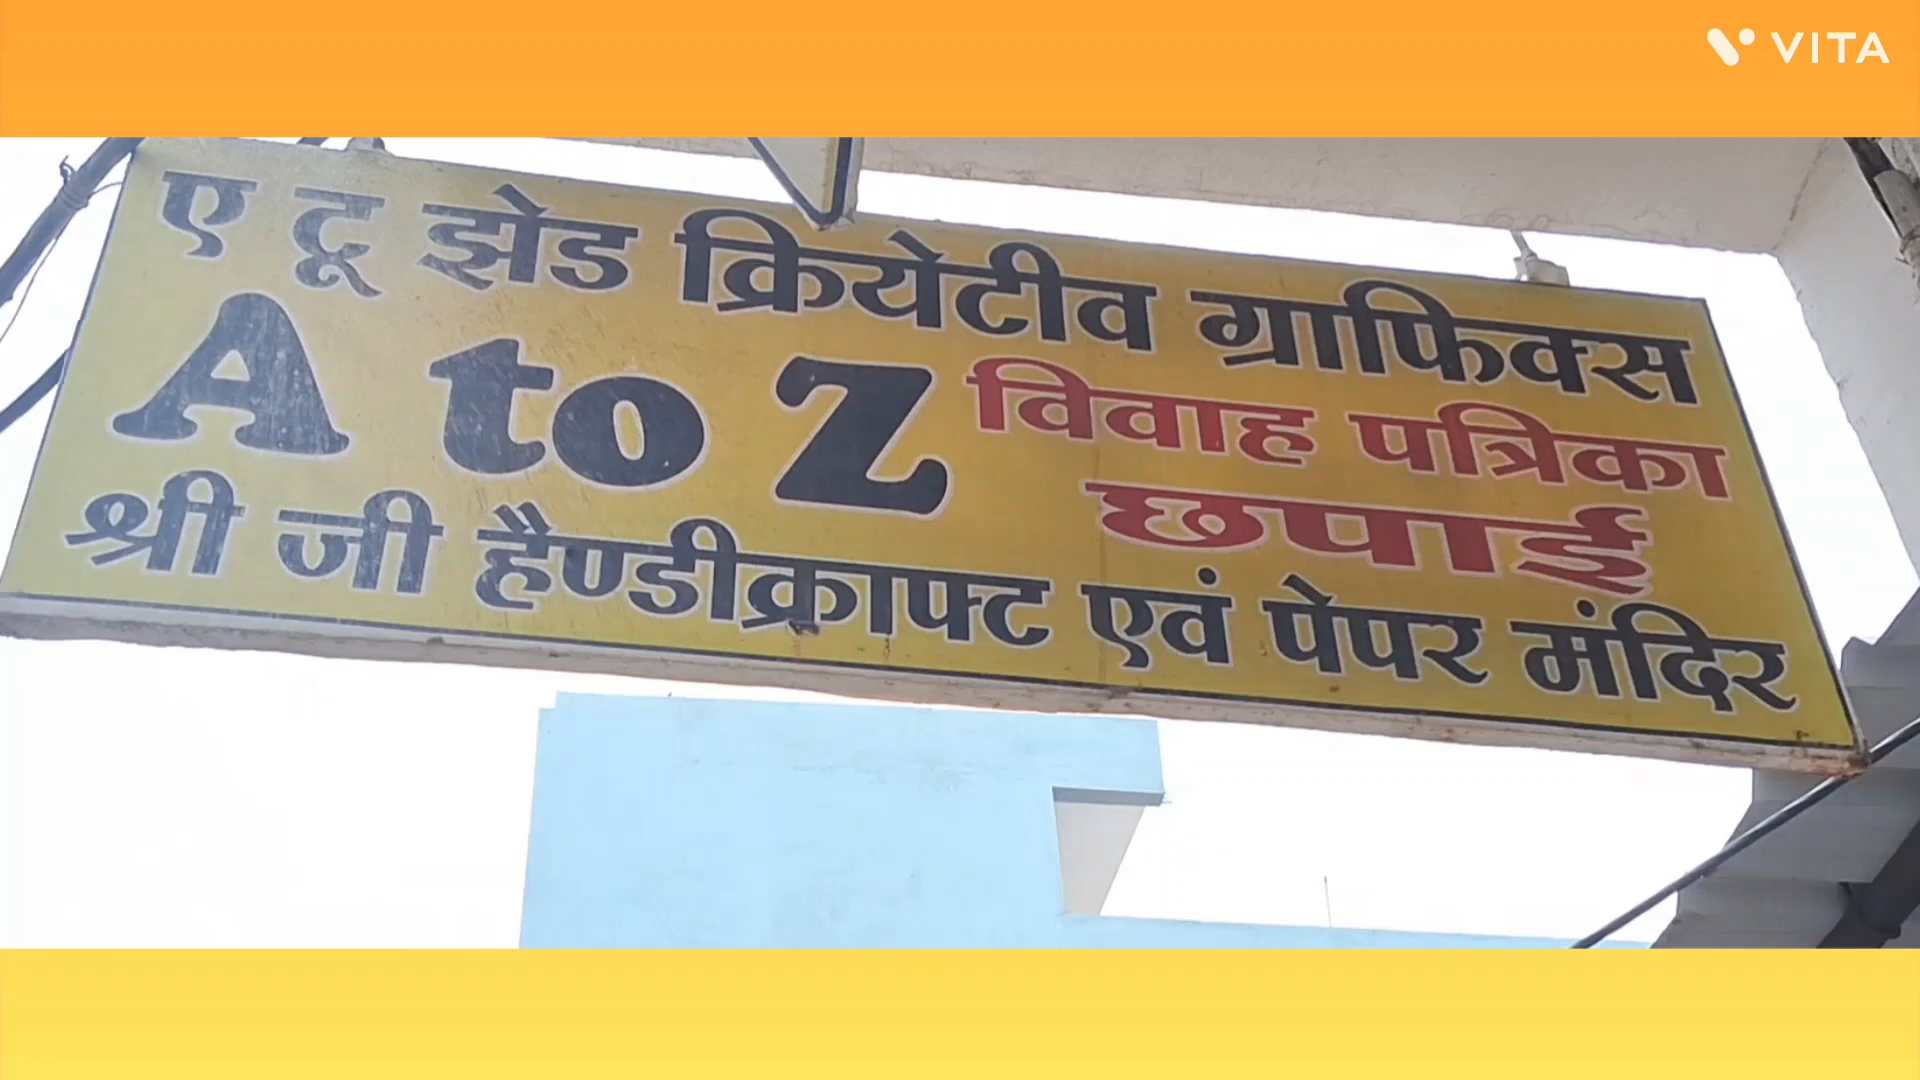 VITA
ए टू झेड क्रियेटीव ग्राफिक्स
A to Z विवाह पत्रिका
छपाई
श्री जी हैण्डीक्राफ्ट एवं पेपर मंदिर